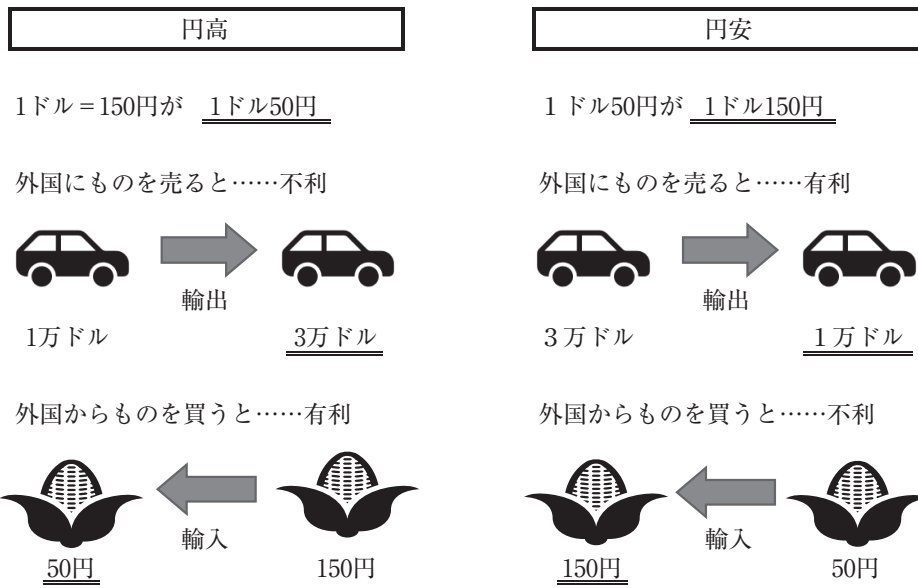 円高
1ドル=150円が 1ドル50円
外国にものを売ると……不利
輸出
1万ドル 3万ドル
外国からものを買うと……有利
輸入
50円 150円
円安
1ドル50円が 1ドル150円
外国にものを売ると……有利
輸出
3万ドル 1万ドル
外国からものを買うと……不利
輸入
150円 50円